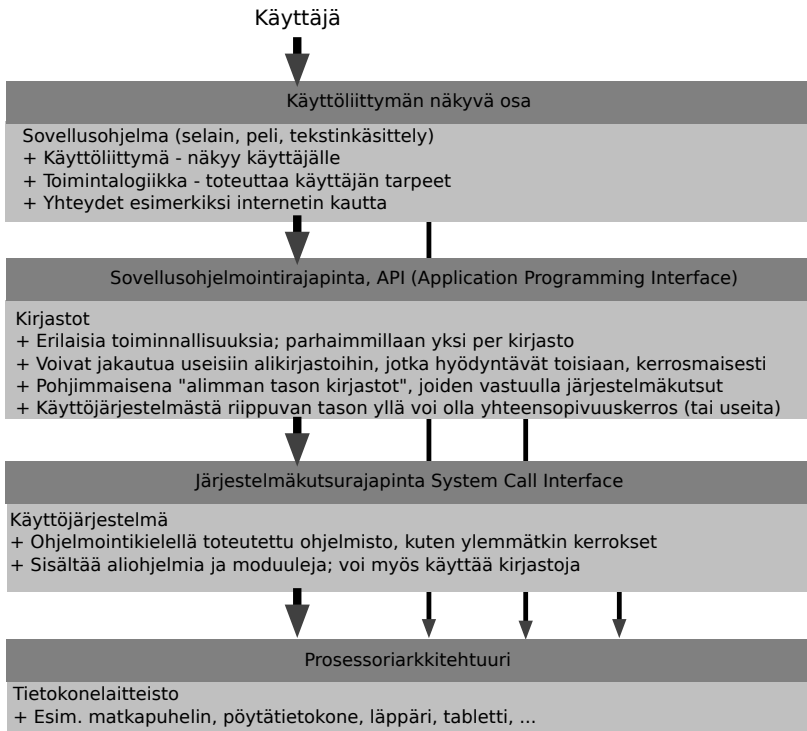 Käyttäjä
Käyttöliittymän näkyvä osa
Sovellusohjelma (selain, peli, tekstinkäsittely)
+ Käyttöliittymä - näkyy käyttäjälle
+ Toimintalogiikka - toteuttaa käyttäjän tarpeet
+ Yhteydet esimerkiksi internetin kautta
Sovellusohjelmointirajapinta, API (Application Programming Interface)
Kirjastot
+ Erilaisia toiminnallisuuksia; parhaimmillaan yksi per kirjasto
+ Voivat jakautua useisiin alikirjastoihin, jotka hyödyntävät toisiaan, kerrosmaisesti
+ Pohjimmaisena "alimman tason kirjastot", joiden vastuulla järjestelmäkutsut
+ Käyttöjärjestelmästä riippuvan tason yllä voi olla yhteensopivuuskerros (tai useita)
Järjestelmäkutsurajapinta System Call Interface
Käyttöjärjestelmä
+ Ohjelmointikielellä toteutettu ohjelmisto, kuten ylemmätkin kerrokset
+ Sisältää aliohjelmia ja moduuleja; voi myös käyttää kirjastoja
Prosessoriarkkitehtuuri
Tietokonelaitteisto
+ Esim. matkapuhelin, pöytätietokone, läppäri, tabletti, ...